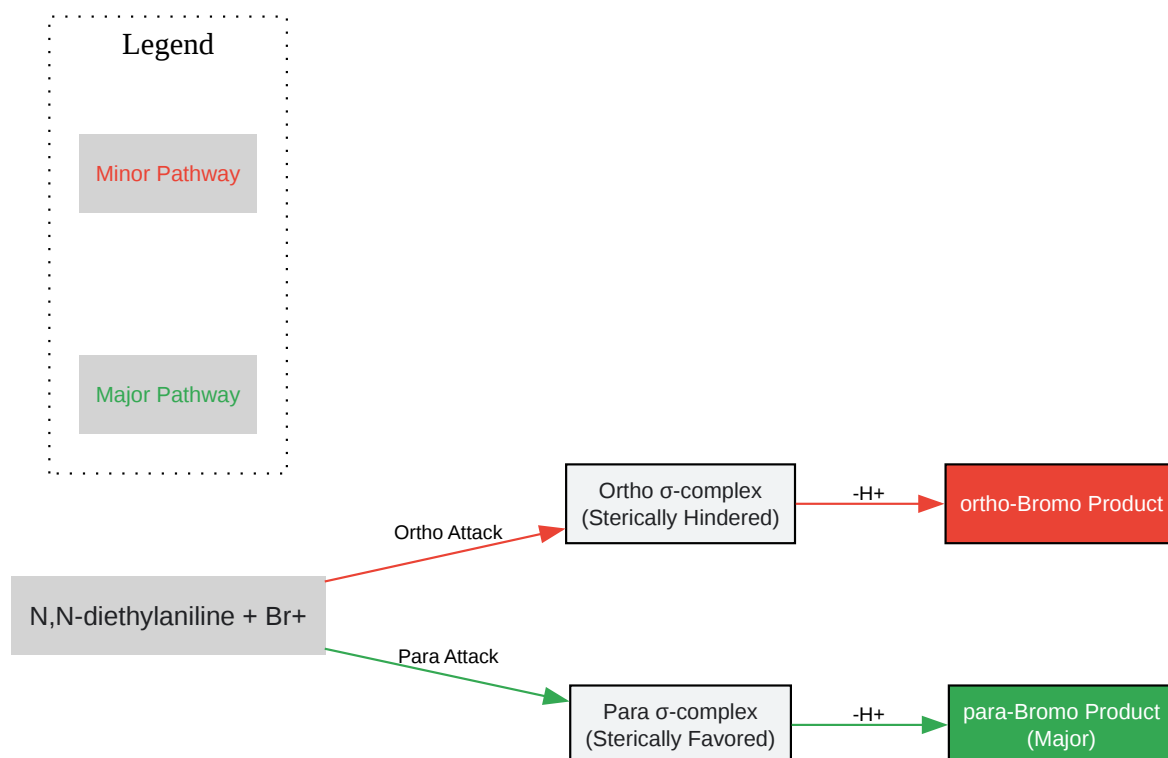 Legend
Minor Pathway
Major Pathway
Ortho σ-complex
(Sterically Hindered)
-H+
ortho-Bromo Product
Ortho Attack
N,N-diethylaniline + Br+
Para Attack
Para σ-complex
(Sterically Favored)
-H+
para-Bromo Product
(Major)